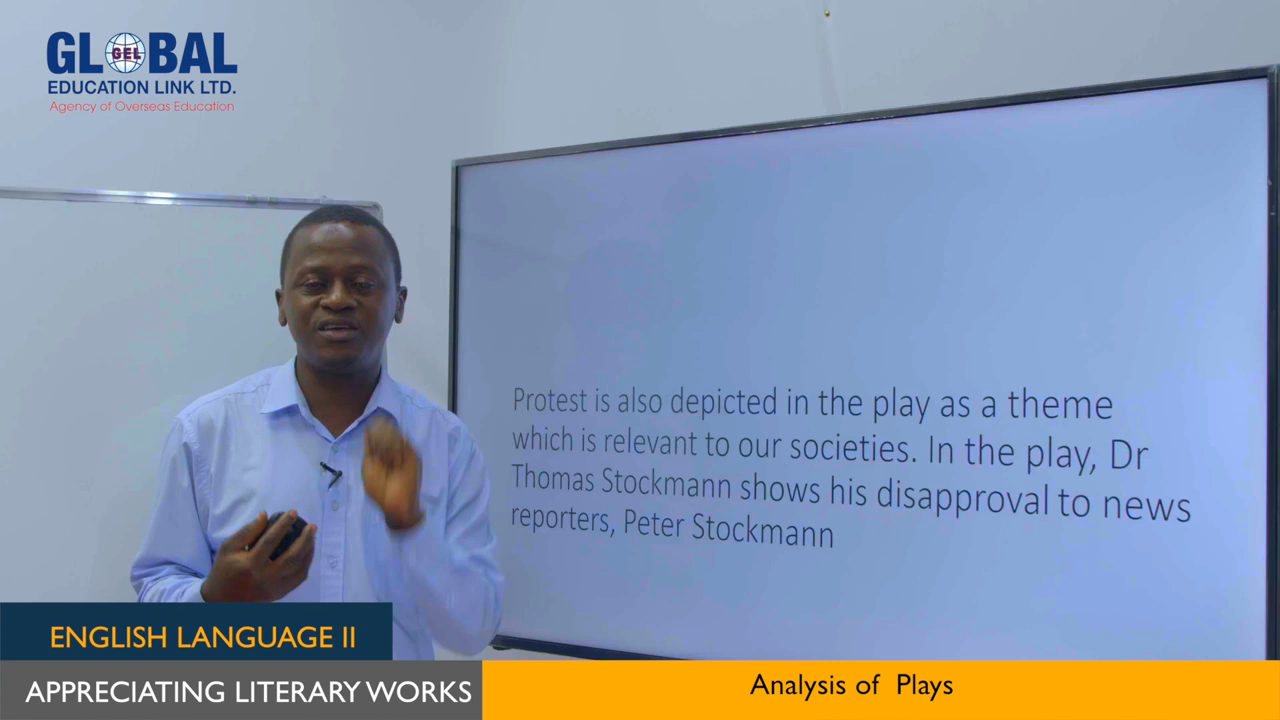 GLOBAL
GEL
EDUCATION LINK LTD.
Agency of Overseas Education
Protest is also depicted in the play as a theme
which is relevant to our societies. In the play, Dr
Thomas Stockmann shows his disapproval to news
reporters, Peter Stockmann
ENGLISH LANGUAGE II
APPRECIATING LITERARY WORKS
Analysis of Plays